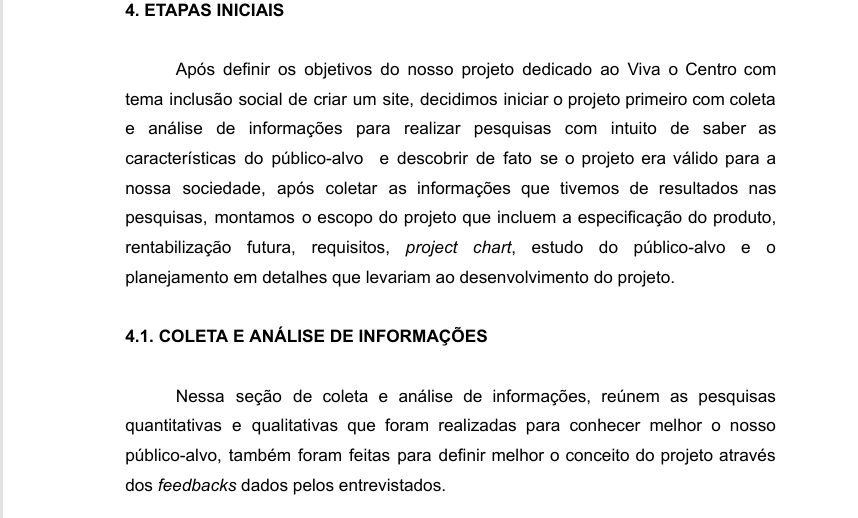 4. ETAPAS INICIAIS
Após definir os objetivos do nosso projeto dedicado ao Viva o Centro com
tema inclusão social de criar um site, decidimos iniciar o projeto primeiro com coleta
e análise de informações para realizar pesquisas com intuito de saber as
características do público-alvo e descobrir de fato se o projeto era válido para a
nossa sociedade, após coletar as informações que tivemos de resultados nas
pesquisas, montamos o escopo do projeto que incluem a especificação do produto,
rentabilização futura, requisitos, project chart, estudo do público-alvo e o
planejamento em detalhes que levariam ao desenvolvimento do projeto.
4.1. COLETA E ANÁLISE DE INFORMAÇÕES
Nessa seção de coleta e análise de informações, reúnem as pesquisas
quantitativas e qualitativas que foram realizadas para conhecer melhor o nosso
público-alvo, também foram feitas para definir melhor o conceito do projeto através
dos feedbacks dados pelos entrevistados.